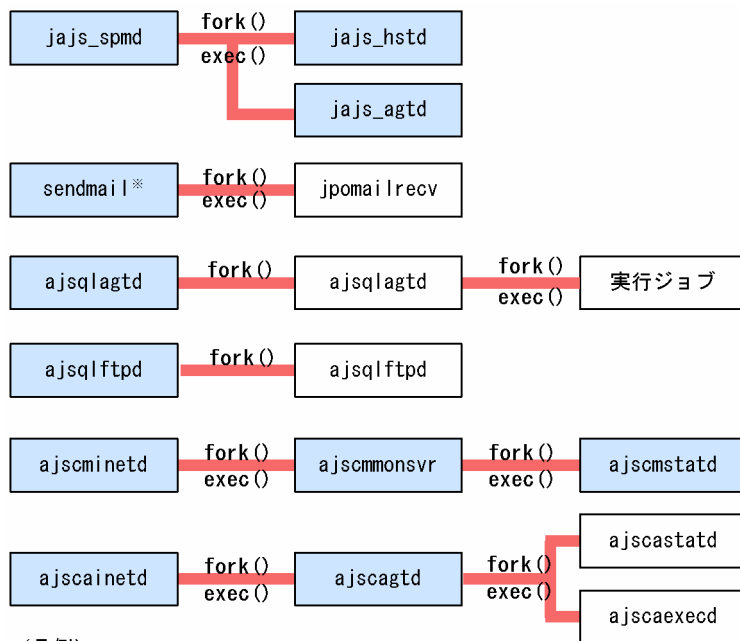 jajs_spmd
fork()
exec()
jajs_hstd
jajs_agtd
sendmail※
fork()
exec()
jpomailrecv
ajsqlagtd
fork()
ajsqlagtd
fork()
exec()
実行ジョブ
ajsqlftpd
fork()
ajsqlftpd
ajscminetd
fork()
exec()
ajscmmonsvr
fork()
exec()
ajscmstatd
ajscainetd
fork()
exec()
ajscagtd
fork()
exec()
ajscastatd
ajscaexecd